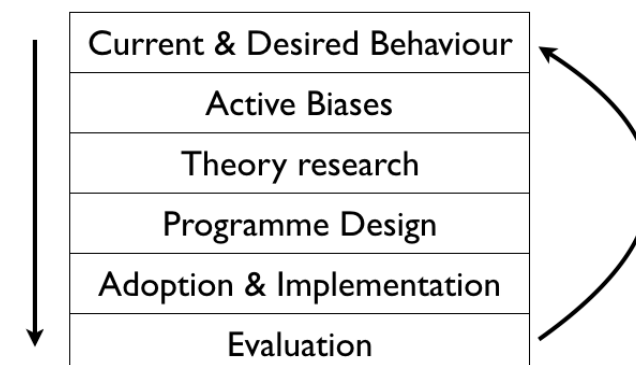 Current & Desired Behaviour
Active Biases
Theory research
Programme Design
Adoption & Implementation
Evaluation